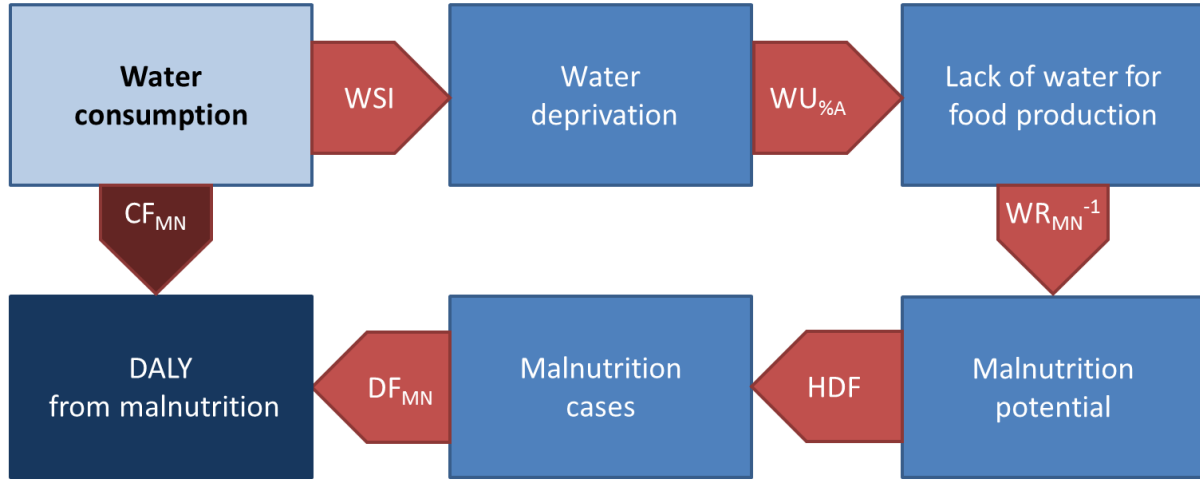 Water
consumption
WSI
Water
deprivation
WU%A
Lack of water for
food production
CFMN
WRMN-1
DALY
from malnutrition
DFMN
Malnutrition
cases
HDF
Malnutrition
potential